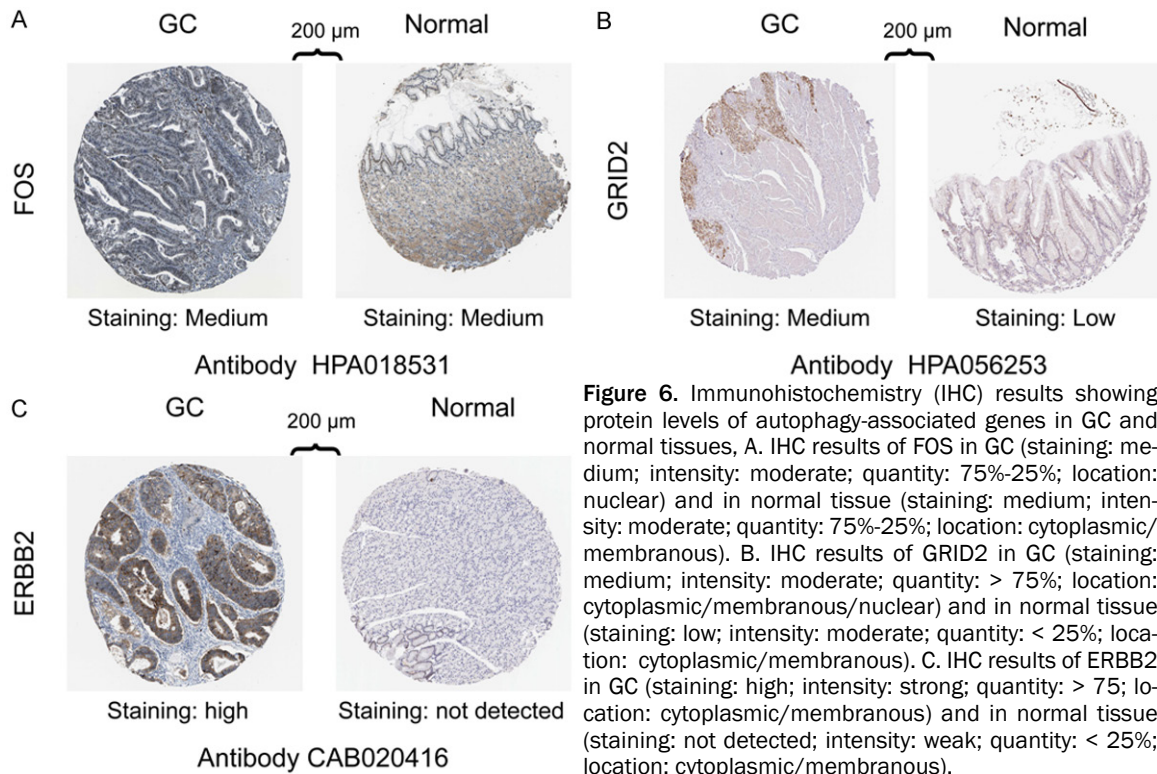 A
GC
200 µm
Normal
FOS
Staining: Medium
Staining: Medium
Antibody HPA018531
B
GC
200 µm
Normal
GRID2
Staining: Medium
Staining: Low
Antibody HPA056253
C
GC
200 µm
Normal
ERBB2
Staining: high
Staining: not detected
Antibody CAB020416
Figure 6. Immunohistochemistry (IHC) results showing
protein levels of autophagy-associated genes in GC and
normal tissues, A. IHC results of FOS in GC (staining: me-
dium; intensity: moderate; quantity: 75%-25%; location:
nuclear) and in normal tissue (staining: medium; inten-
sity: moderate; quantity: 75%-25%; location: cytoplasmic/
membranous). B. IHC results of GRID2 in GC (staining:
medium; intensity: moderate; quantity: > 75%; location:
cytoplasmic/membranous/nuclear) and in normal tissue
(staining: low; intensity: moderate; quantity: < 25%; loca-
tion: cytoplasmic/membranous). C. IHC results of ERBB2
in GC (staining: high; intensity: strong; quantity: > 75; lo-
cation: cytoplasmic/membranous) and in normal tissue
(staining: not detected; intensity: weak; quantity: < 25%;
location: cytoplasmic/membranous).